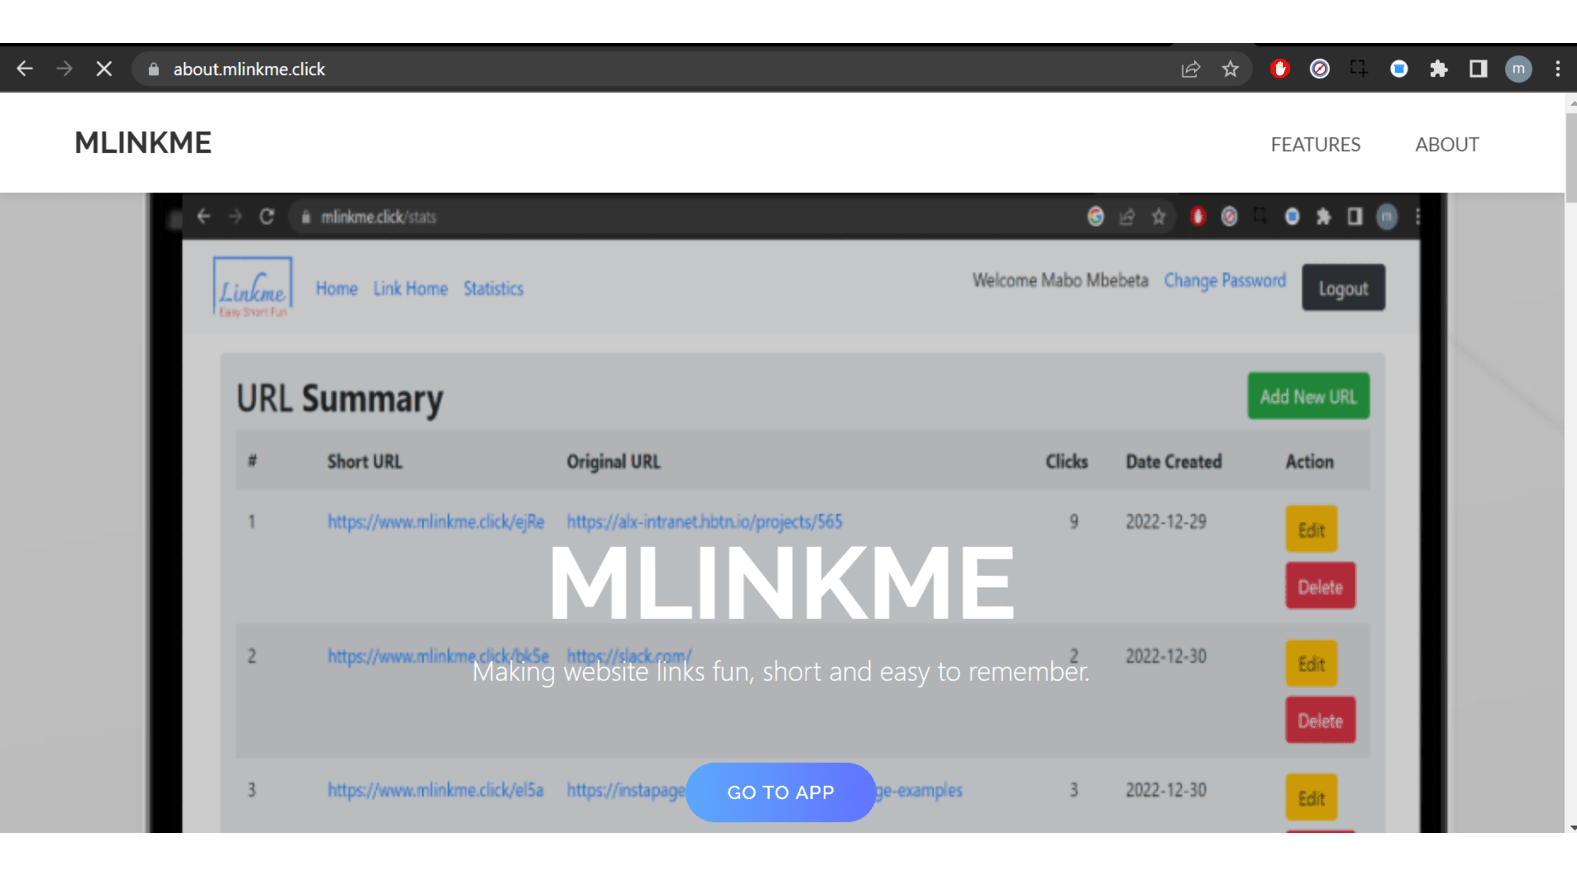 about.mlinkme.click
m
MLINKME
FEATURES ABOUT
mlinkme.click/stats
m
Linkme
Easy Short Fun
Home Link Home Statistics
Welcome Mabo Mbebeta Change Password Logout
URL Summary
Add New URL
# Short URL Original URL Clicks Date Created Action
1 https://www.mlinkme.click/ejRe https://alx-intranet.hbtn.io/projects/565 9 2022-12-29 Edit
MLINKME
Delete
2 https://www.mlinkme.click/bk5e https://slack.com/ 2 2022-12-30 Edit
Making website links fun, short and easy to remember.
Delete
3 https://www.mlinkme.click/el5a https://instapage ge-examples 3 2022-12-30 Edit
GO TO APP